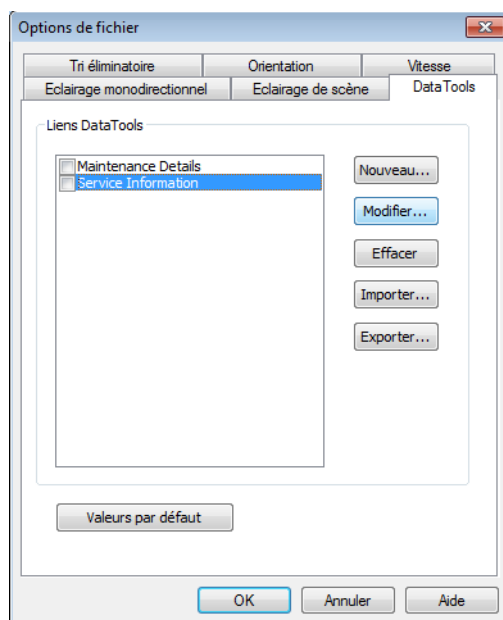 Options de fichier
Tri éliminatoire Orientation Vitesse
Eclairage monodirectionnel Eclairage de scène DataTools
Liens DataTools
Maintenance Details
Service Information
Nouveau...
Modifier...
Effacer
Importer...
Exporter...
Valeurs par défaut
OK Annuler Aide